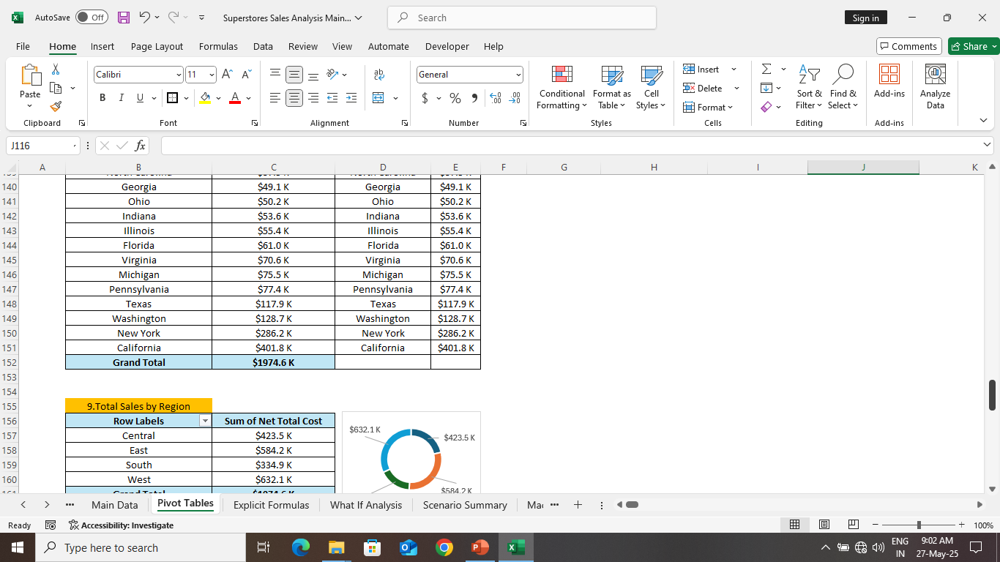 AutoSave Off Superstores Sales Analysis Main... Search Sign in
File Home Insert Page Layout Formulas Data Review View Automate Developer Help Comments Share
Paste Calibri 11 General Conditional Formatting Format as Table Cell Styles Insert Delete Format Sort & Filter Find & Select Add-ins Analyze Data
Clipboard Font Alignment Number Styles Cells Editing Add-ins
J116 fx
A B C D E F G H I J K
140 Georgia $49.1 K Georgia $49.1 K
141 Ohio $50.2 K Ohio $50.2 K
142 Indiana $53.6 K Indiana $53.6 K
143 Illinois $55.4 K Illinois $55.4 K
144 Florida $61.0 K Florida $61.0 K
145 Virginia $70.6 K Virginia $70.6 K
146 Michigan $75.5 K Michigan $75.5 K
147 Pennsylvania $77.4 K Pennsylvania $77.4 K
148 Texas $117.9 K Texas $117.9 K
149 Washington $128.7 K Washington $128.7 K
150 New York $286.2 K New York $286.2 K
151 California $401.8 K California $401.8 K
152 Grand Total $1974.6 K
153
154
155 9.Total Sales by Region
156 Row Labels Sum of Net Total Cost
157 Central $423.5 K
158 East $584.2 K
159 South $334.9 K
160 West $632.1 K
161 Grand Total $1974.6 K
$632.1 K
$423.5 K
$584.2 K
Main Data Pivot Tables Explicit Formulas What If Analysis Scenario Summary Mac
Ready Accessibility: Investigate 100%
Type here to search ENG IN 9:02 AM 27-May-25